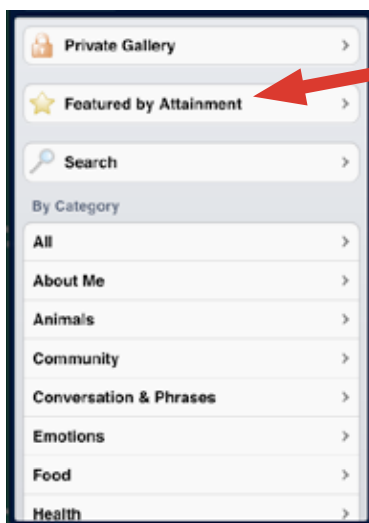 Private Gallery
Featured by Attainment
Search
By Category
All
About Me
Animals
Community
Conversation & Phrases
Emotions
Food
Health